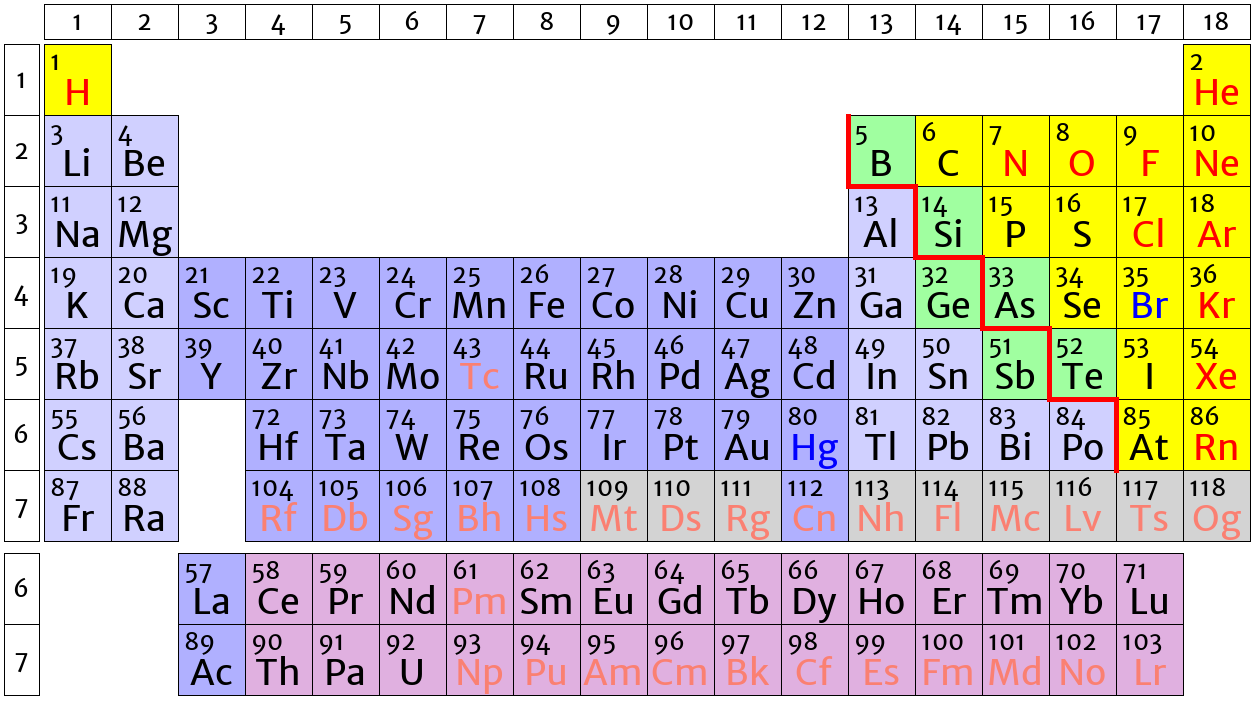 1 2 3 4 5 6 7 8 9 10 11 12 13 14 15 16 17 18
1 1 2
H He
2 3 4 5 6 7 8 9 10
Li Be B C N O F Ne
3 11 12 13 14 15 16 17 18
Na Mg Al Si P S Cl Ar
4 19 20 21 22 23 24 25 26 27 28 29 30 31 32 33 34 35 36
K Ca Sc Ti V Cr Mn Fe Co Ni Cu Zn Ga Ge As Se Br Kr
5 37 38 39 40 41 42 43 44 45 46 47 48 49 50 51 52 53 54
Rb Sr Y Zr Nb Mo Tc Ru Rh Pd Ag Cd In Sn Sb Te I Xe
6 55 56 72 73 74 75 76 77 78 79 80 81 82 83 84 85 86
Cs Ba Hf Ta W Re Os Ir Pt Au Hg Tl Pb Bi Po At Rn
7 87 88 104 105 106 107 108 109 110 111 112 113 114 115 116 117 118
Fr Ra Rf Db Sg Bh Hs Mt Ds Rg Cn Nh Fl Mc Lv Ts Og
6 57 58 59 60 61 62 63 64 65 66 67 68 69 70 71
La Ce Pr Nd Pm Sm Eu Gd Tb Dy Ho Er Tm Yb Lu
7 89 90 91 92 93 94 95 96 97 98 99 100 101 102 103
Ac Th Pa U Np Pu Am Cm Bk Cf Es Fm Md No Lr